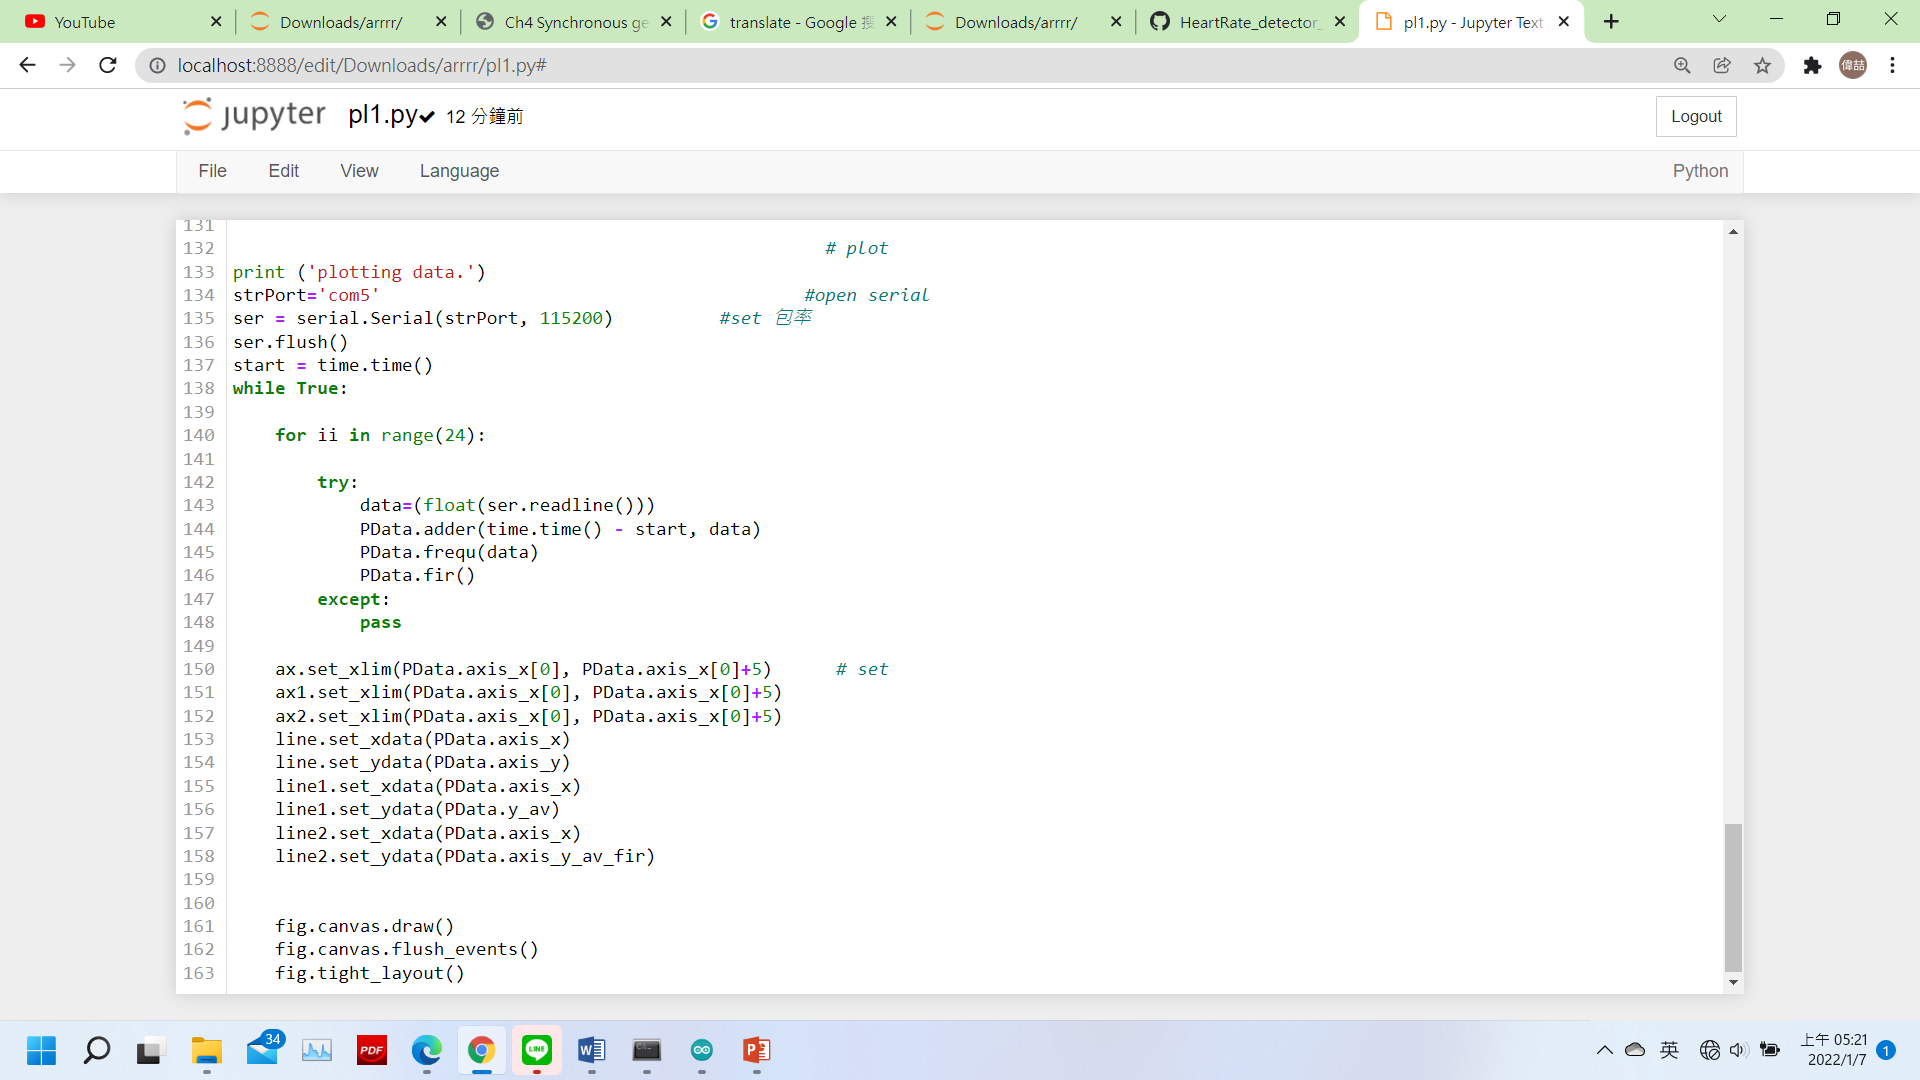 YouTube
Downloads/arrrr/
Ch4 Synchronous ge
translate - Google 搜
Downloads/arrrr/
HeartRate_detector_
pl1.py - Jupyter Text
localhost:8888/edit/Downloads/arrrr/pl1.py#
偉喆
jupyter pl1.py 12 分鐘前
Logout
File Edit View Language Python
131
132 # plot
133 print ('plotting data.')
134 strPort='com5' #open serial
135 ser = serial.Serial(strPort, 115200) #set 包率
136 ser.flush()
137 start = time.time()
138 while True:
139
140 for ii in range(24):
141
142 try:
143 data=(float(ser.readline()))
144 PData.adder(time.time() - start, data)
145 PData.frequ(data)
146 PData.fir()
147 except:
148 pass
149
150 ax.set_xlim(PData.axis_x[0], PData.axis_x[0]+5) # set
151 ax1.set_xlim(PData.axis_x[0], PData.axis_x[0]+5)
152 ax2.set_xlim(PData.axis_x[0], PData.axis_x[0]+5)
153 line.set_xdata(PData.axis_x)
154 line.set_ydata(PData.axis_y)
155 line1.set_xdata(PData.axis_x)
156 line1.set_ydata(PData.y_av)
157 line2.set_xdata(PData.axis_x)
158 line2.set_ydata(PData.axis_y_av_fir)
159
160
161 fig.canvas.draw()
162 fig.canvas.flush_events()
163 fig.tight_layout()
34
PDF
LINE
英
上午 05:21
2022/1/7
1